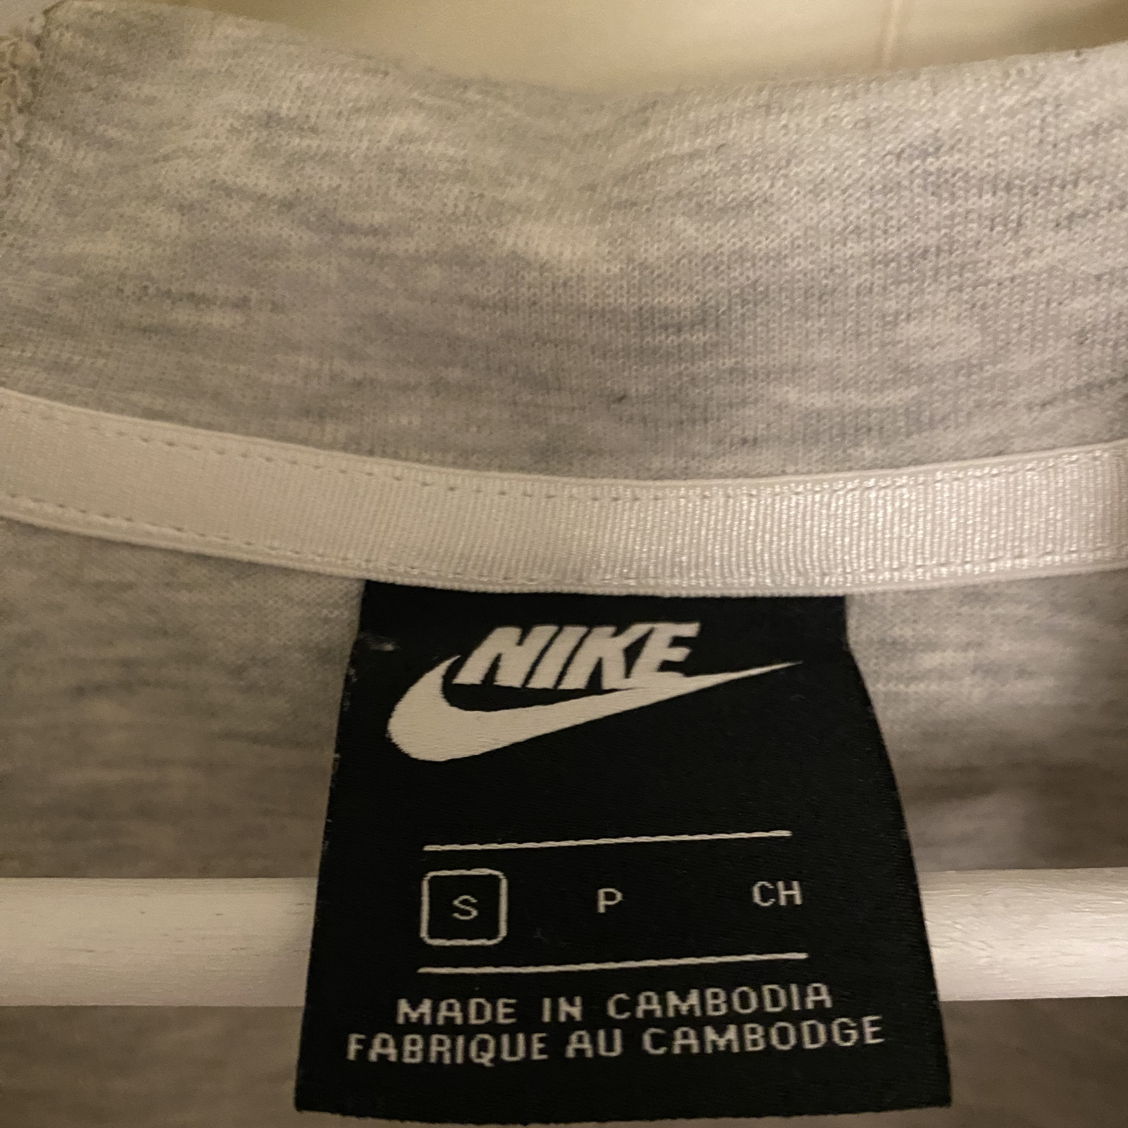 NIKE
S P CH
MADE IN CAMBODIA
FABRIQUE AU CAMBODGE